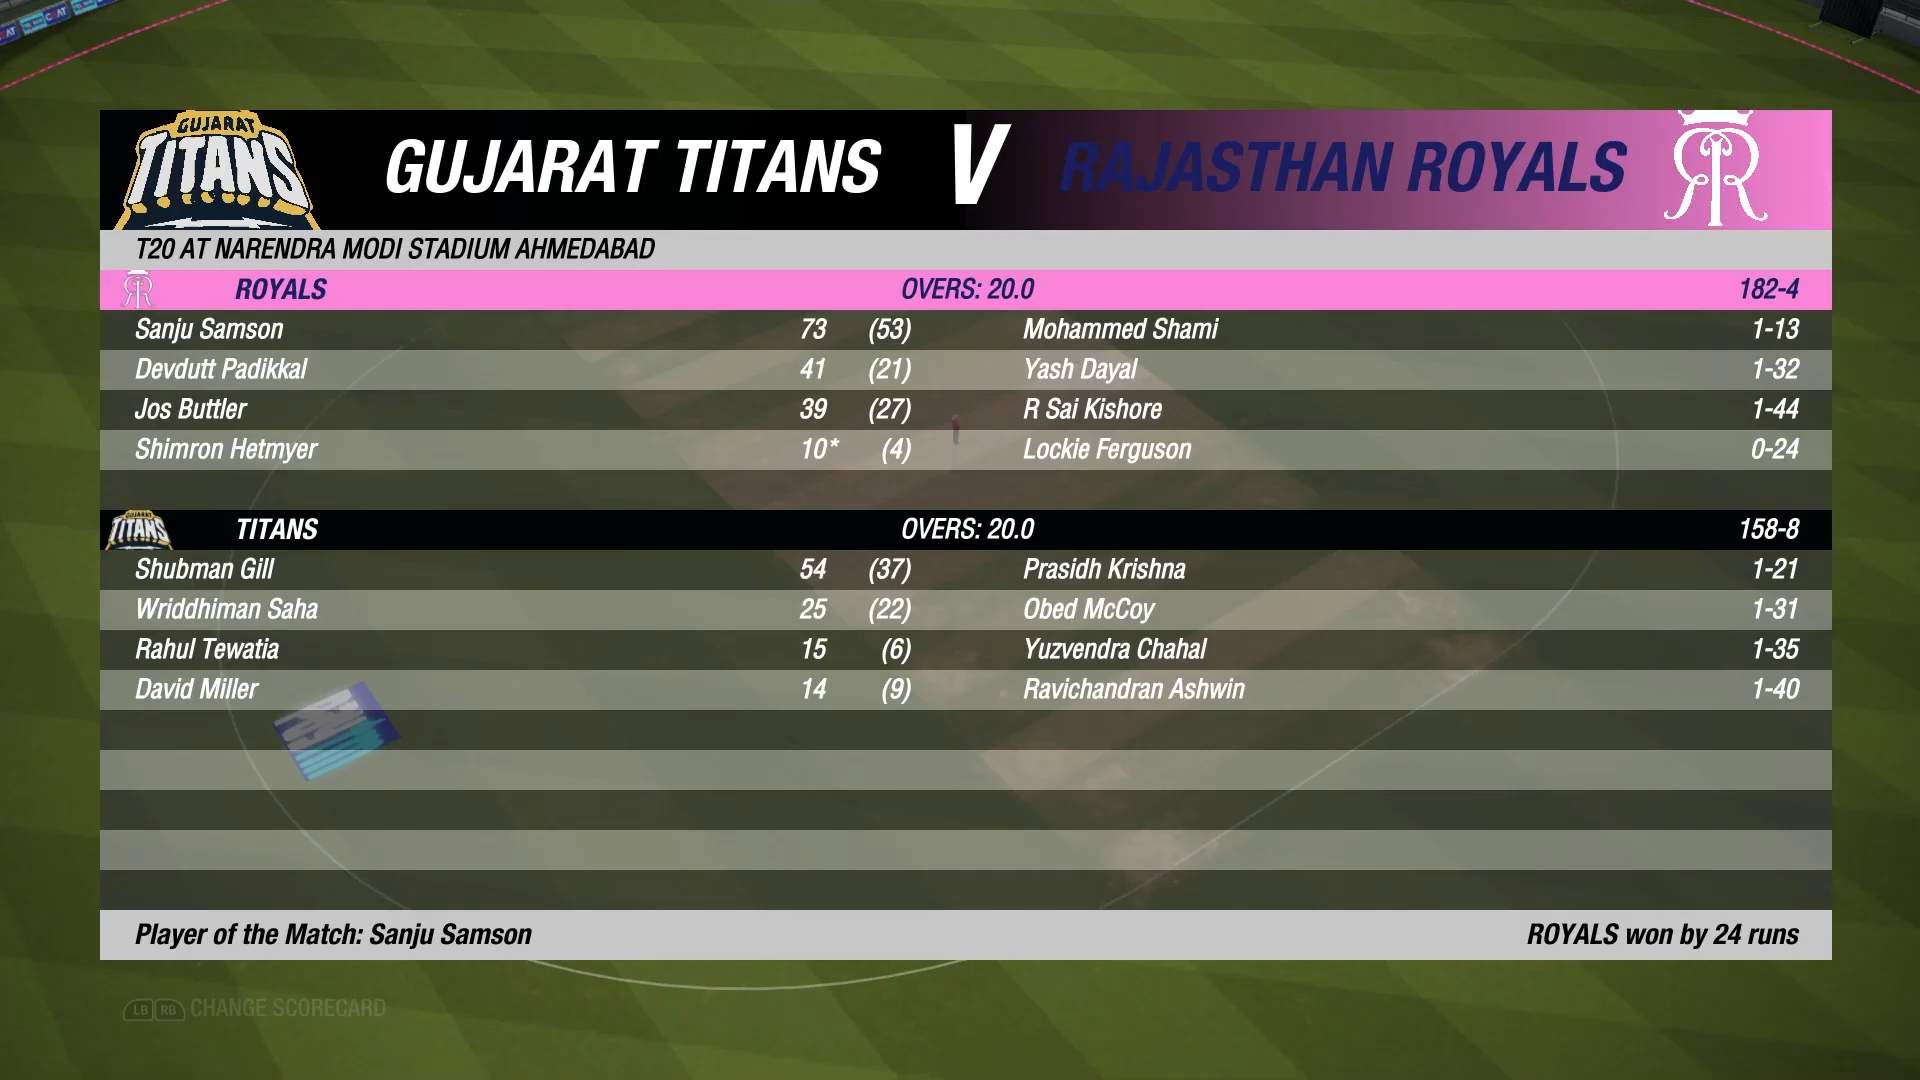 GUJARAT TITANS GUJARAT TITANS V RAJASTHAN ROYALS
T20 AT NARENDRA MODI STADIUM AHMEDABAD
ROYALS OVERS: 20.0 182-4
Sanju Samson 73 (53) Mohammed Shami 1-13
Devdutt Padikkal 41 (21) Yash Dayal 1-32
Jos Buttler 39 (27) R Sai Kishore 1-44
Shimron Hetmyer 10* (4) Lockie Ferguson 0-24
GUJARAT TITANS TITANS OVERS: 20.0 158-8
Shubman Gill 54 (37) Prasidh Krishna 1-21
Wriddhiman Saha 25 (22) Obed McCoy 1-31
Rahul Tewatia 15 (6) Yuzvendra Chahal 1-35
David Miller 14 (9) Ravichandran Ashwin 1-40
Player of the Match: Sanju Samson ROYALS won by 24 runs
LB RB CHANGE SCORECARD